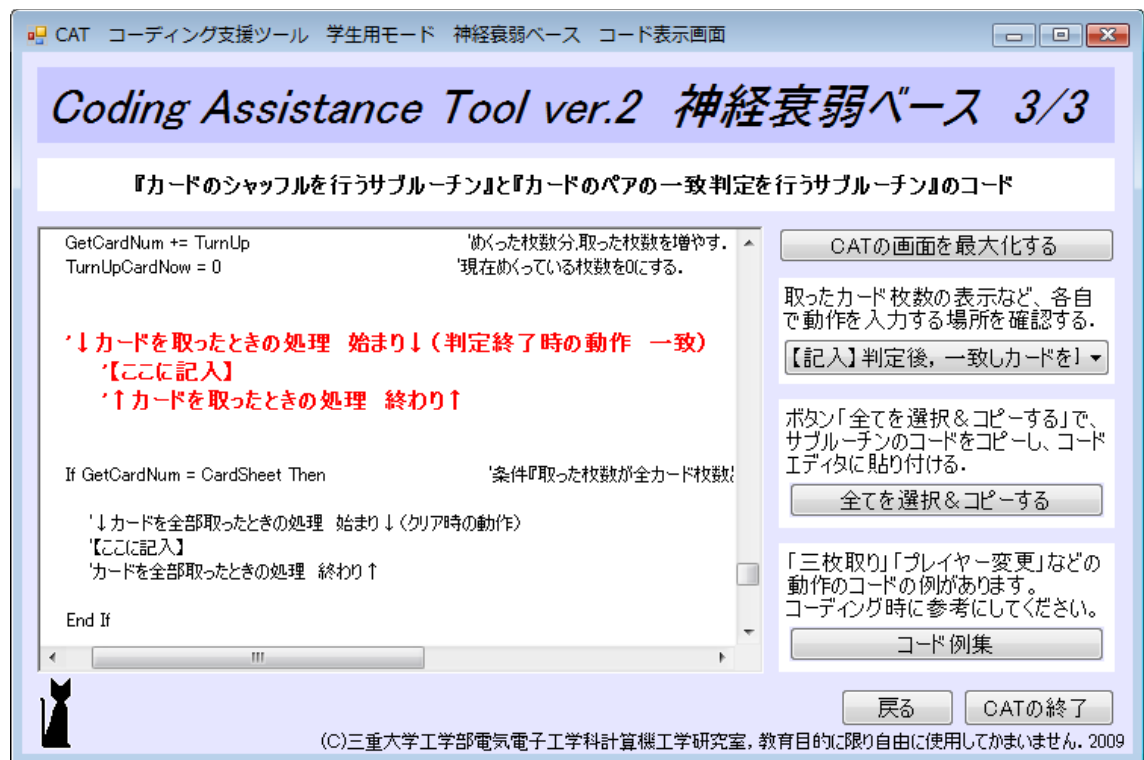 CAT コーディング支援ツール 学生用モード 神経衰弱ベース コード表示画面
Coding Assistance Tool ver.2 神経衰弱ベース 3/3
『カードのシャッフルを行うサブルーチン』と『カードのペアの一致判定を行うサブルーチン』のコード
GetCardNum += TurnUp 'めくった枚数分,取った枚数を増やす.
TurnUpCardNow = 0 '現在めくっている枚数を0にする.
'↓カードを取ったときの処理 始まり↓(判定終了時の動作 一致)
'【ここに記入】
'↑カードを取ったときの処理 終わり↑
If GetCardNum = CardSheet Then '条件『取った枚数が全カード枚数
'↓カードを全部取ったときの処理 始まり↓(クリア時の動作)
'【ここに記入】
'カードを全部取ったときの処理 終わり↑
End If
CATの画面を最大化する
取ったカード枚数の表示など、各自
で動作を入力する場所を確認する.
【記入】判定後,一致しカードを
ボタン「全てを選択&コピーする」で、
サブルーチンのコードをコピーし、コード
エディタに貼り付ける.
全てを選択&コピーする
「三枚取り」「プレイヤー変更」などの
動作のコードの例があります。
コーディング時に参考にしてください。
コード例集
戻る
CATの終了
(C)三重大学工学部電気電子工学科計算機工学研究室,教育目的に限り自由に使用してかまいません.2009